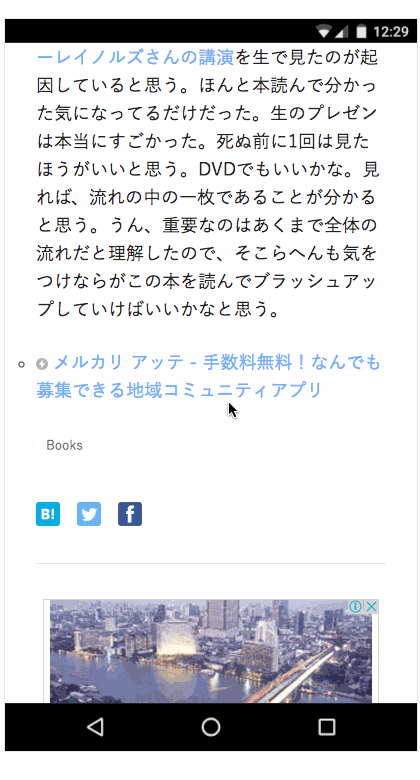 12:29
ーレイノルズさんの講演を生で見たのが起
因していると思う。ほんと本読んで分かっ
た気になってるだけだった。生のプレゼン
は本当にすごかった。死ぬ前に1回は見た
ほうがいいと思う。DVDでもいいかな。見
れば、流れの中の一枚であることが分かる
と思う。うん、重要なのはあくまで全体の
流れだと理解したので、そこらへんも気を
つけながらこの本を読んでブラッシュアッ
プしていけばいいかなと思う。
メルカリ アッテ - 手数料無料！なんでも
募集できる地域コミュニティアプリ
Books
B!
f